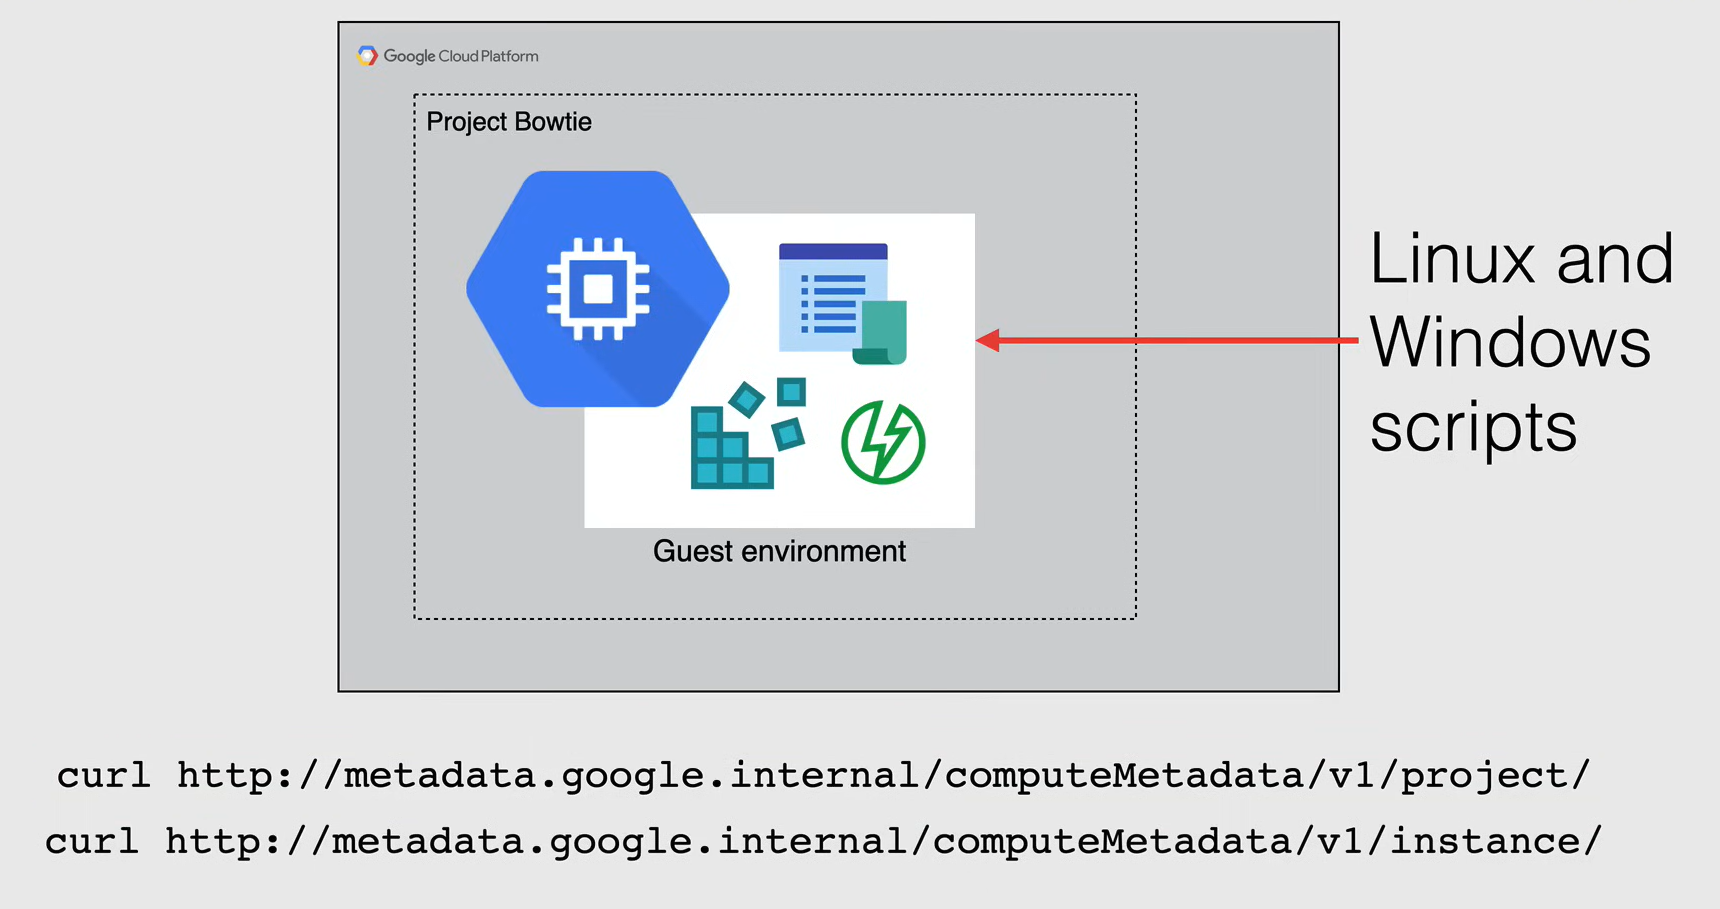 Google Cloud Platform
Project Bowtie
Linux and
Windows
scripts
Guest environment
curl http://metadata.google.internal/computeMetadata/v1/project/
curl http://metadata.google.internal/computeMetadata/v1/instance/